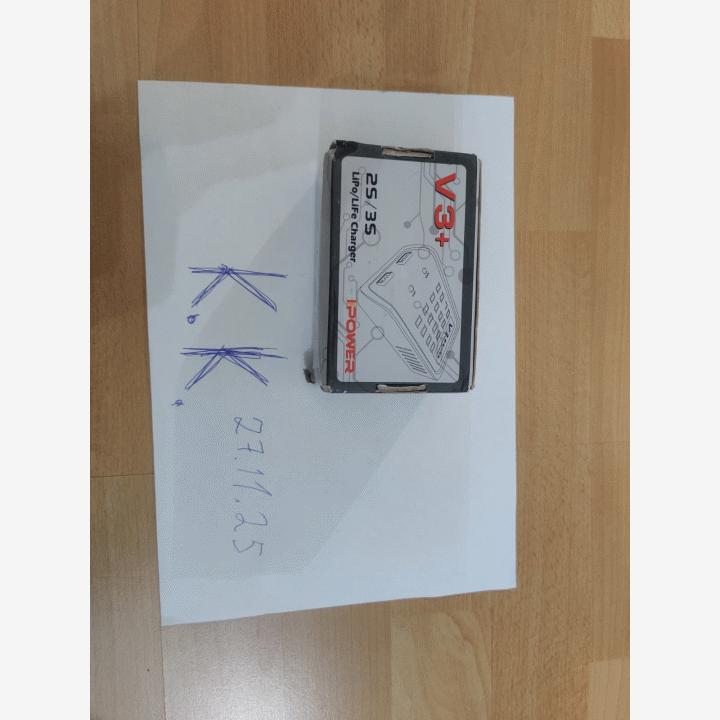 V3+
2S/3S
LiPo/LiFe Charger
IPOWER
K. K.
27.11.25